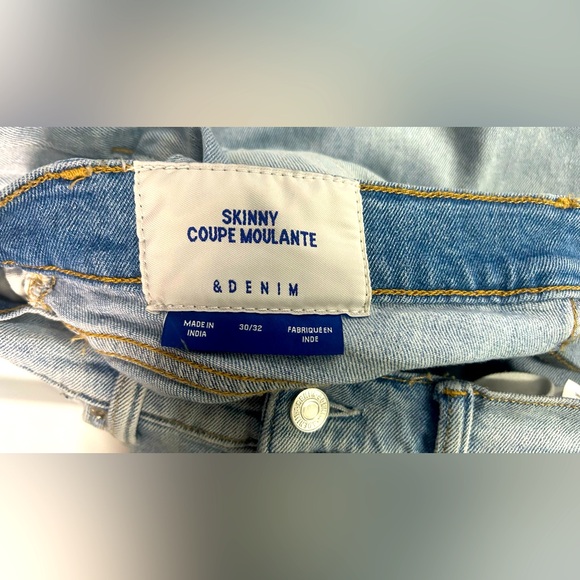 SKINNY
COUPE MOULANTE
& DENIM
MADE IN
INDIA
30/32
FABRIQUE EN
INDE